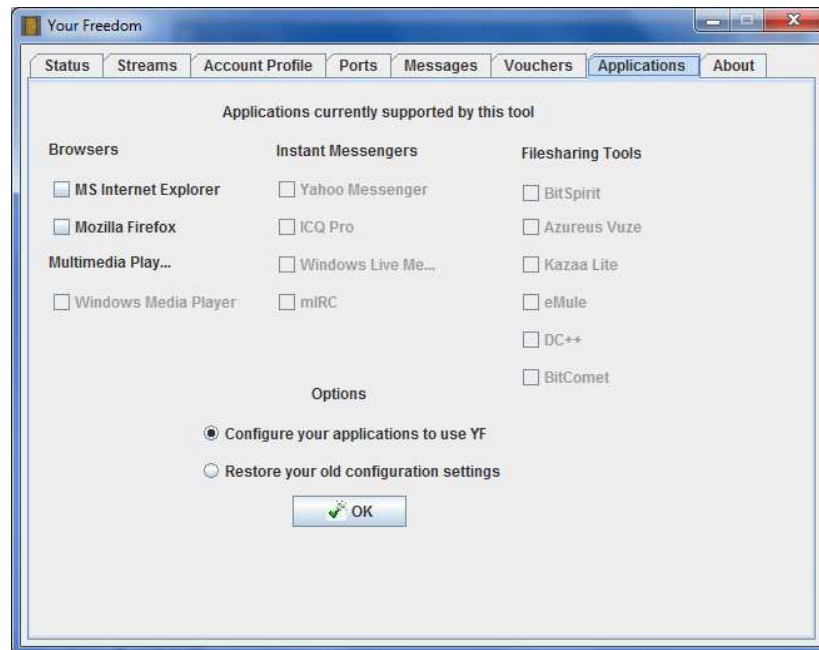 Your Freedom
Status Streams Account Profile Ports Messages Vouchers Applications About
Applications currently supported by this tool
Browsers
MS Internet Explorer
Mozilla Firefox
Multimedia Play...
Windows Media Player
Instant Messengers
Yahoo Messenger
ICQ Pro
Windows Live Me...
mIRC
Filesharing Tools
BitSpirit
Azureus Vuze
Kazaa Lite
eMule
DC++
BitComet
Options
Configure your applications to use YF
Restore your old configuration settings
OK